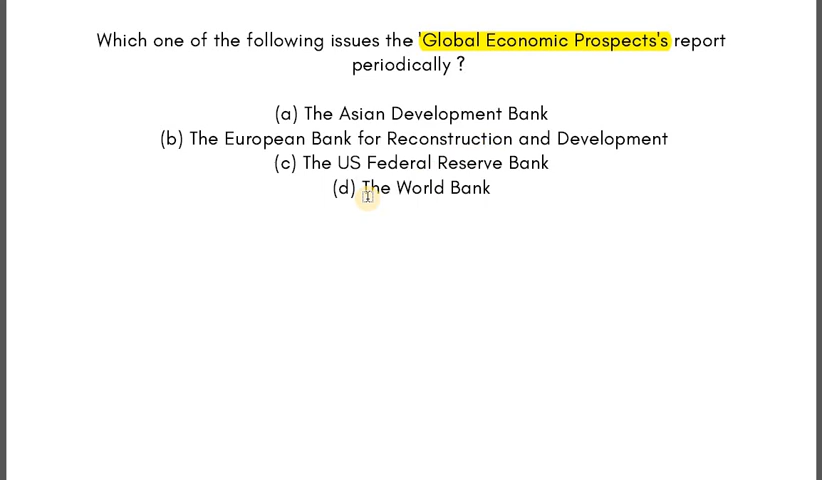 Which one of the following issues the 'Global Economic Prospects's report
periodically ?
(a) The Asian Development Bank
(b) The European Bank for Reconstruction and Development
(c) The US Federal Reserve Bank
(d) The World Bank